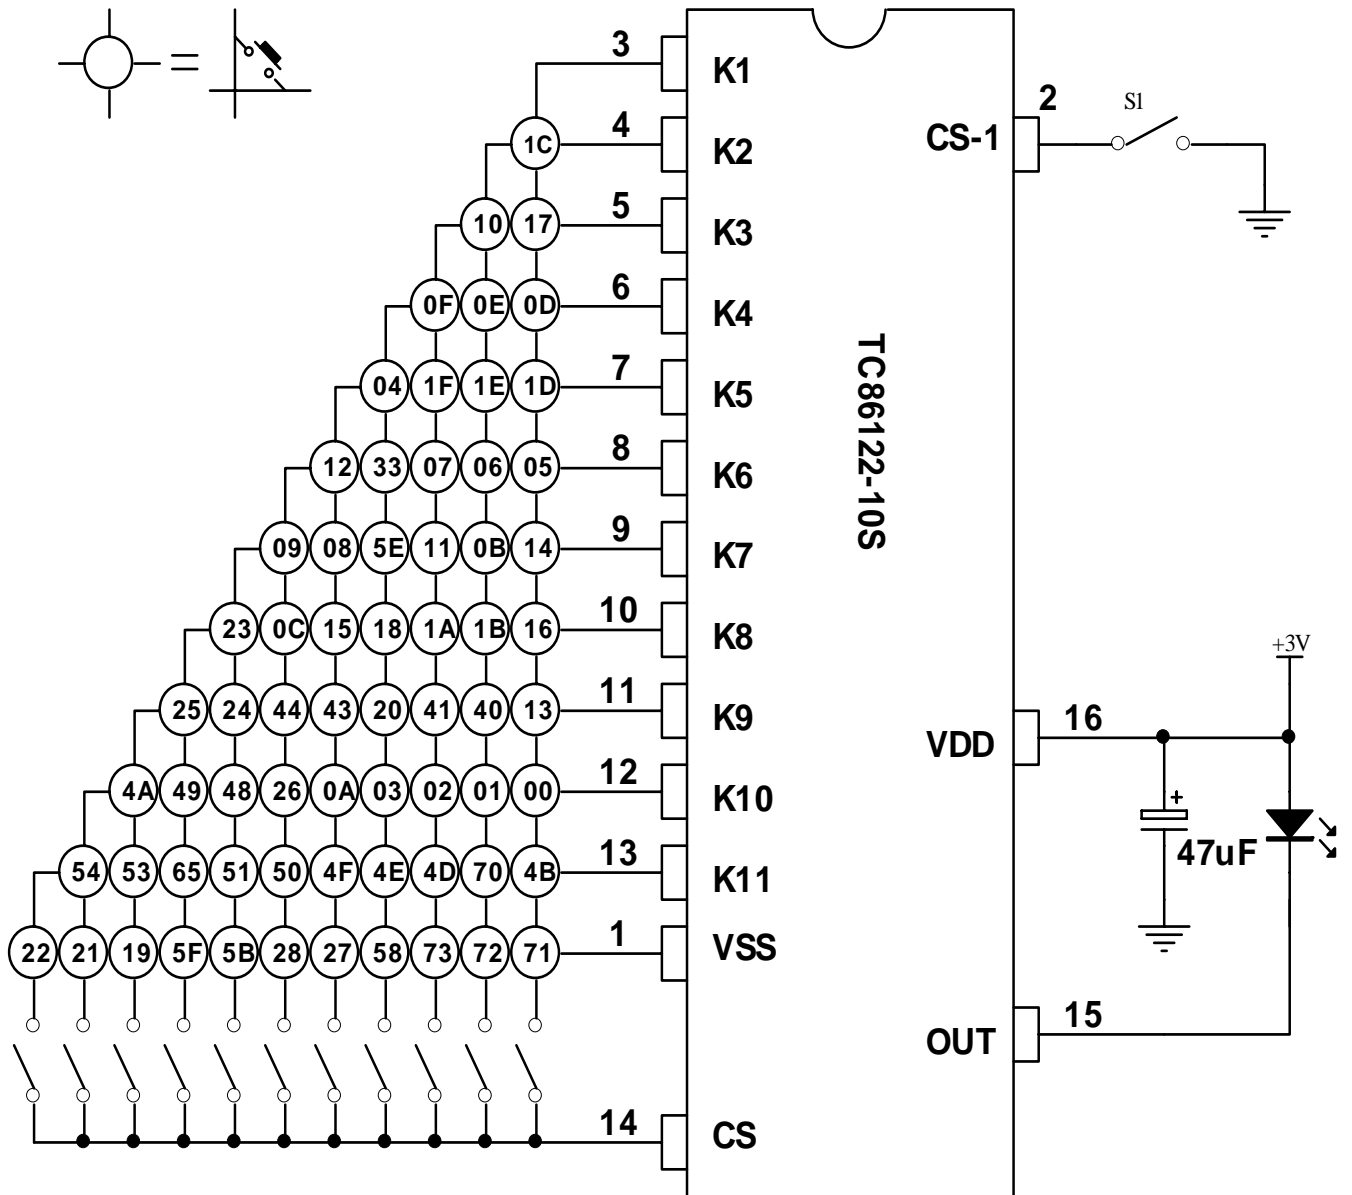 3 K1
2 S1
CS-1
1C 4 K2
10 17 5 K3
0F 0E 0D 6 K4
04 1F 1E 1D 7 K5
12 33 07 06 05 8 K6
09 08 5E 11 0B 14 9 K7
TC86122-10S
23 0C 15 18 1A 1B 16 10 K8
+3V
25 24 44 43 20 41 40 13 11 K9
VDD 16
4A 49 48 26 0A 03 02 01 00 12 K10
+
47uF
54 53 65 51 50 4F 4E 4D 70 4B 13 K11
22 21 19 5F 5B 28 27 58 73 72 71 1 VSS
OUT 15
14 CS